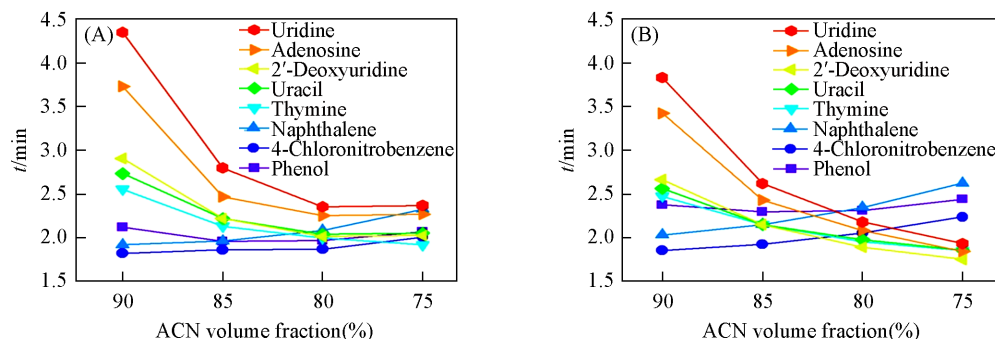 (A)
Uridine
Adenosine
2′-Deoxyuridine
Uracil
Thymine
Naphthalene
4-Chloronitrobenzene
Phenol
4.5
4.0
3.5
3.0
2.5
2.0
1.5
t/min
90 85 80 75
ACN volume fraction(%)
(B)
Uridine
Adenosine
2′-Deoxyuridine
Uracil
Thymine
Naphthalene
4-Chloronitrobenzene
Phenol
4.5
4.0
3.5
3.0
2.5
2.0
1.5
t/min
90 85 80 75
ACN volume fraction(%)